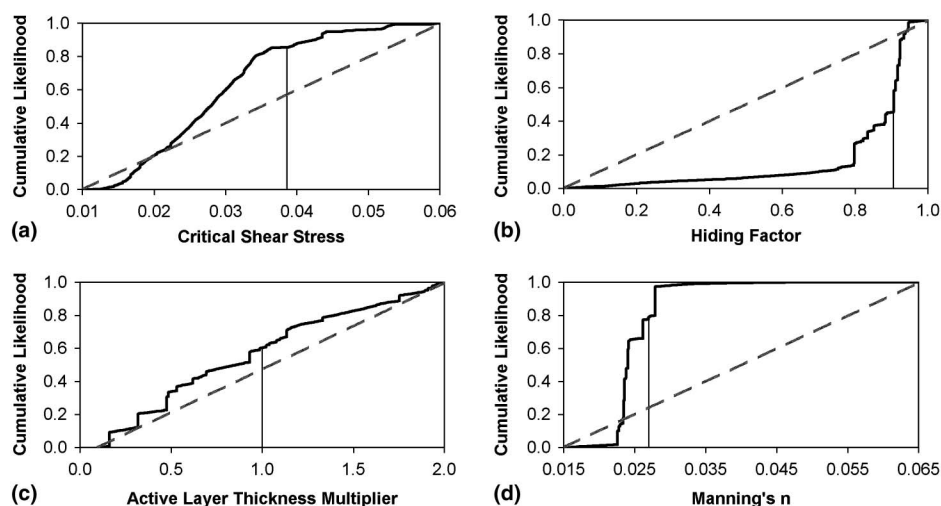 Cumulative Likelihood
1.0
0.8
0.6
0.4
0.2
0.0
0.01 0.02 0.03 0.04 0.05 0.06
(a) Critical Shear Stress
Cumulative Likelihood
1.0
0.8
0.6
0.4
0.2
0.0
0.0 0.2 0.4 0.6 0.8 1.0
(b) Hiding Factor
Cumulative Likelihood
1.0
0.8
0.6
0.4
0.2
0.0
0.0 0.5 1.0 1.5 2.0
(c) Active Layer Thickness Multiplier
Cumulative Likelihood
1.0
0.8
0.6
0.4
0.2
0.0
0.015 0.025 0.035 0.045 0.055 0.065
(d) Manning's n